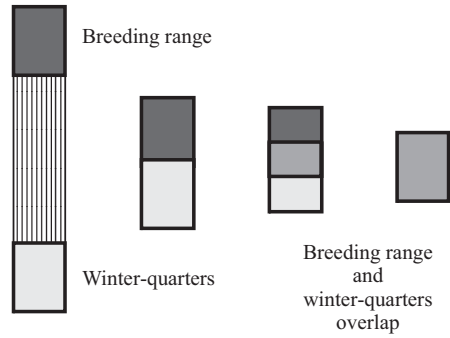 Breeding range
Winter-quarters
Breeding range
and
winter-quarters
overlap